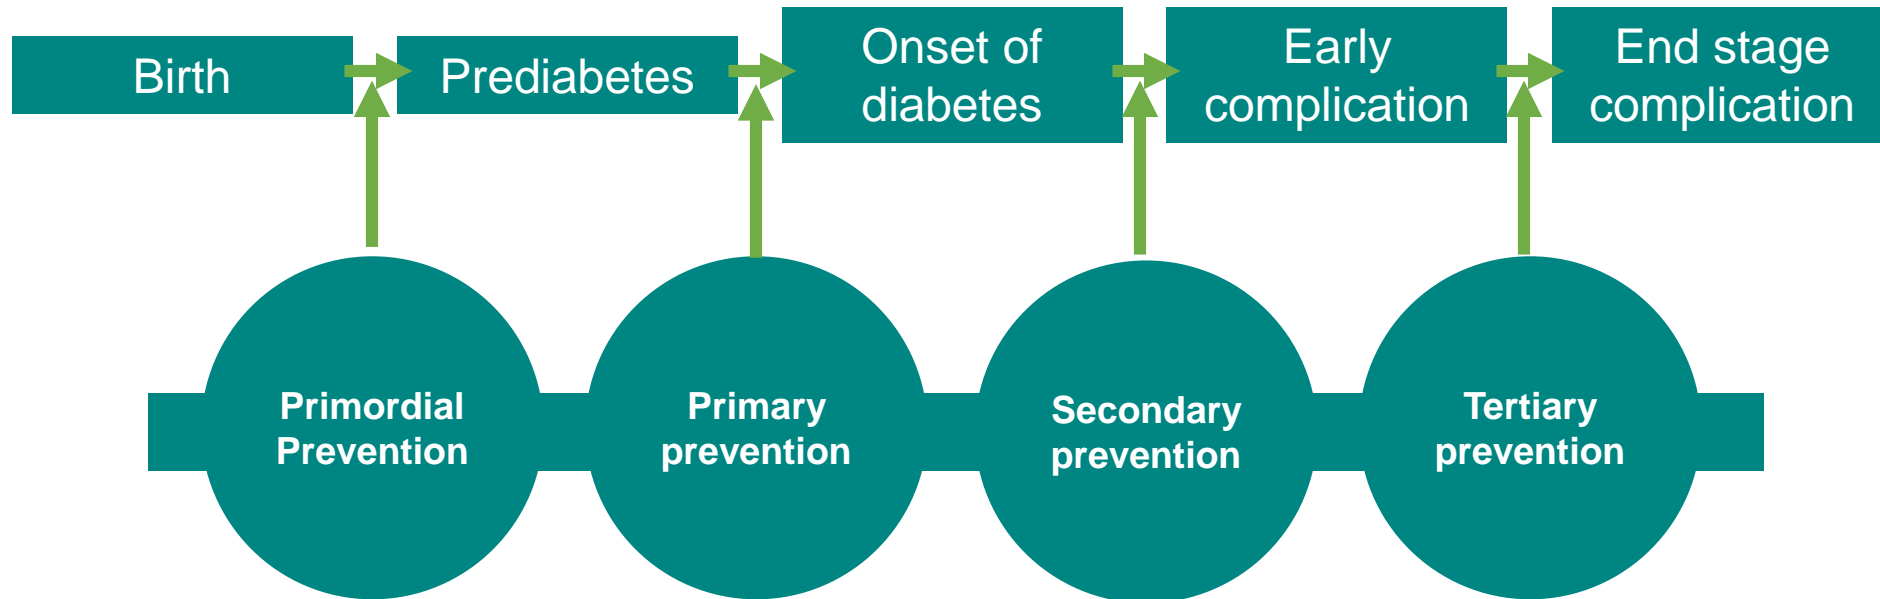 Birth
Prediabetes
Onset of
diabetes
Early
complication
End stage
complication
Primordial
Prevention
Primary
prevention
Secondary
prevention
Tertiary
prevention